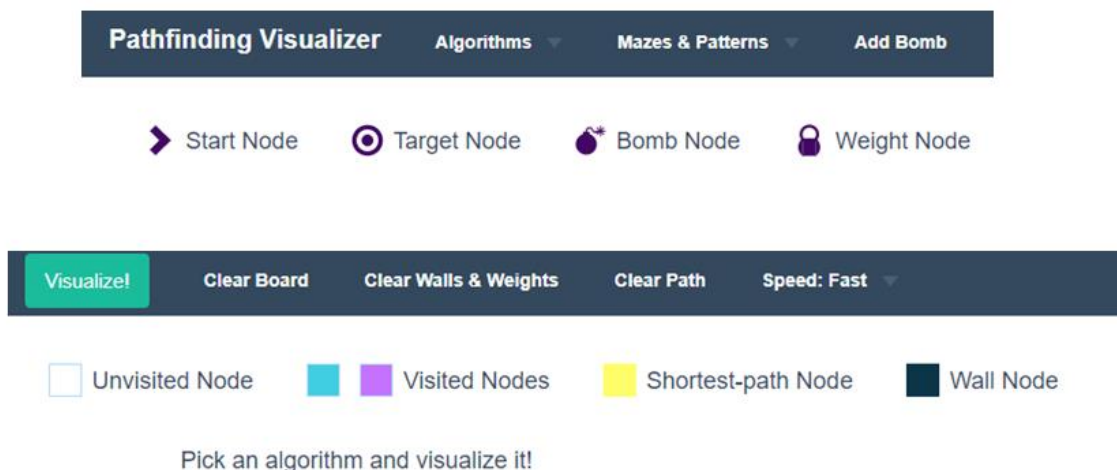 Pathfinding Visualizer Algorithms Mazes & Patterns Add Bomb
Start Node Target Node Bomb Node Weight Node
Visualize! Clear Board Clear Walls & Weights Clear Path Speed: Fast
Unvisited Node Visited Nodes Shortest-path Node Wall Node
Pick an algorithm and visualize it!